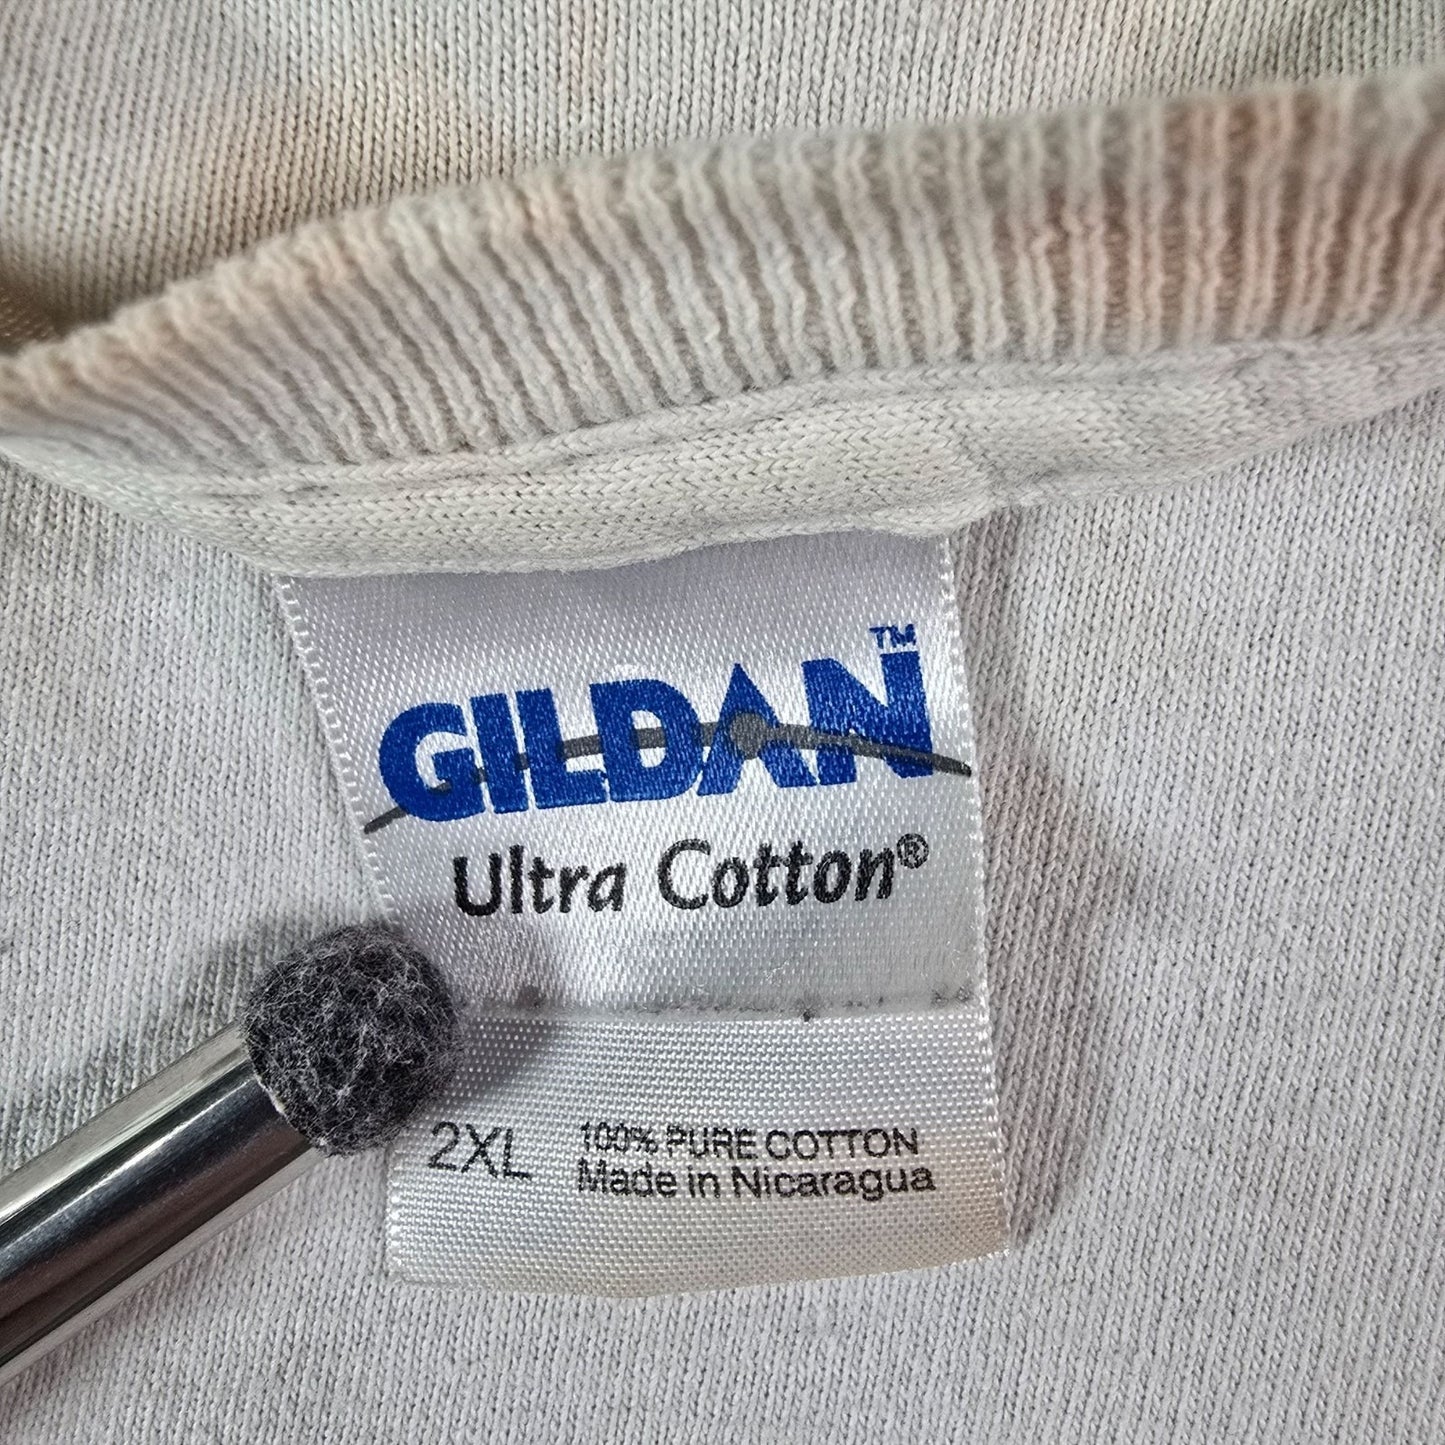 GILDAN™
Ultra Cotton®
2XL 100% PURE COTTON
Made in Nicaragua